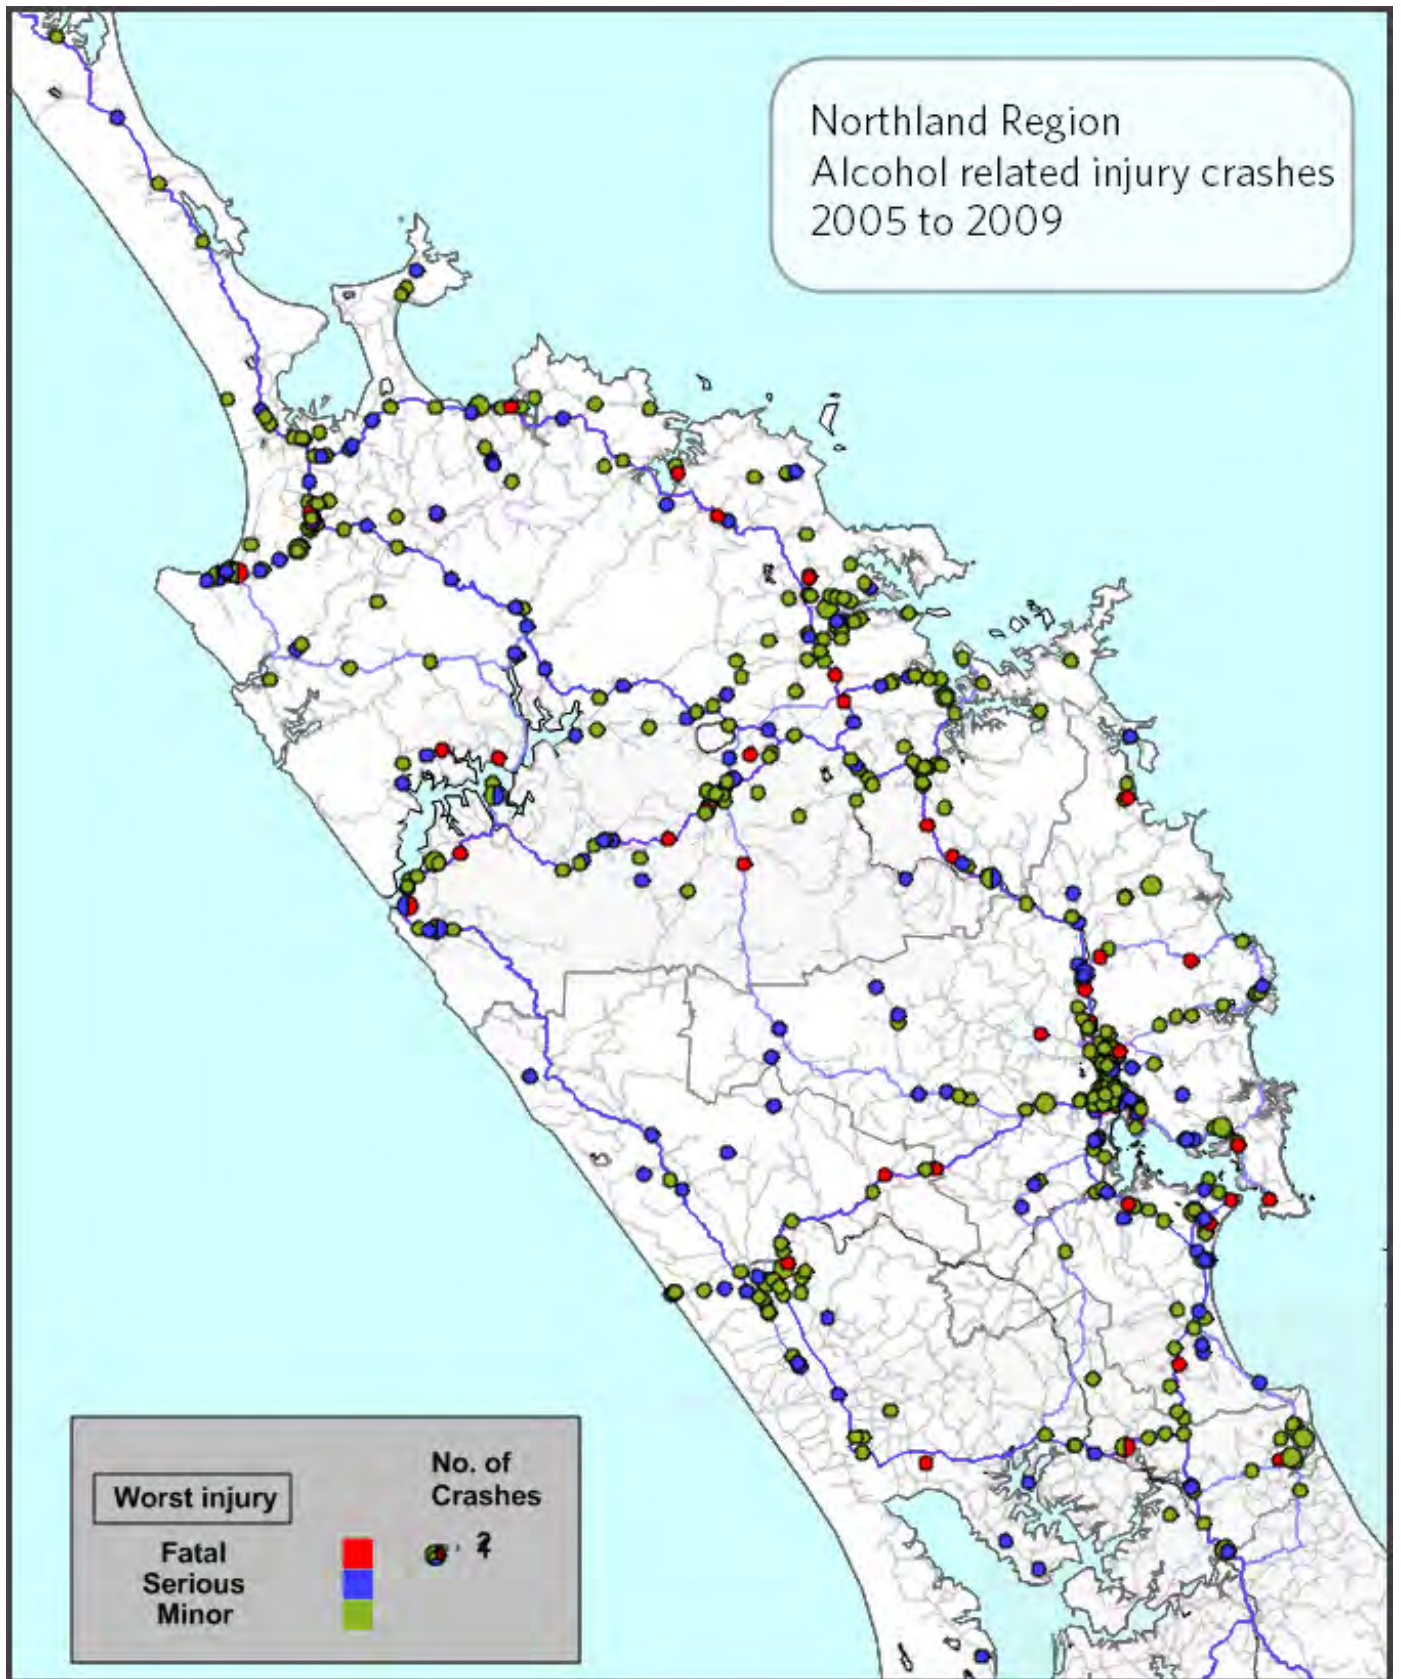 Northland Region
Alcohol related injury crashes
2005 to 2009
No. of
Crashes
Worst injury
Fatal
Serious
Minor